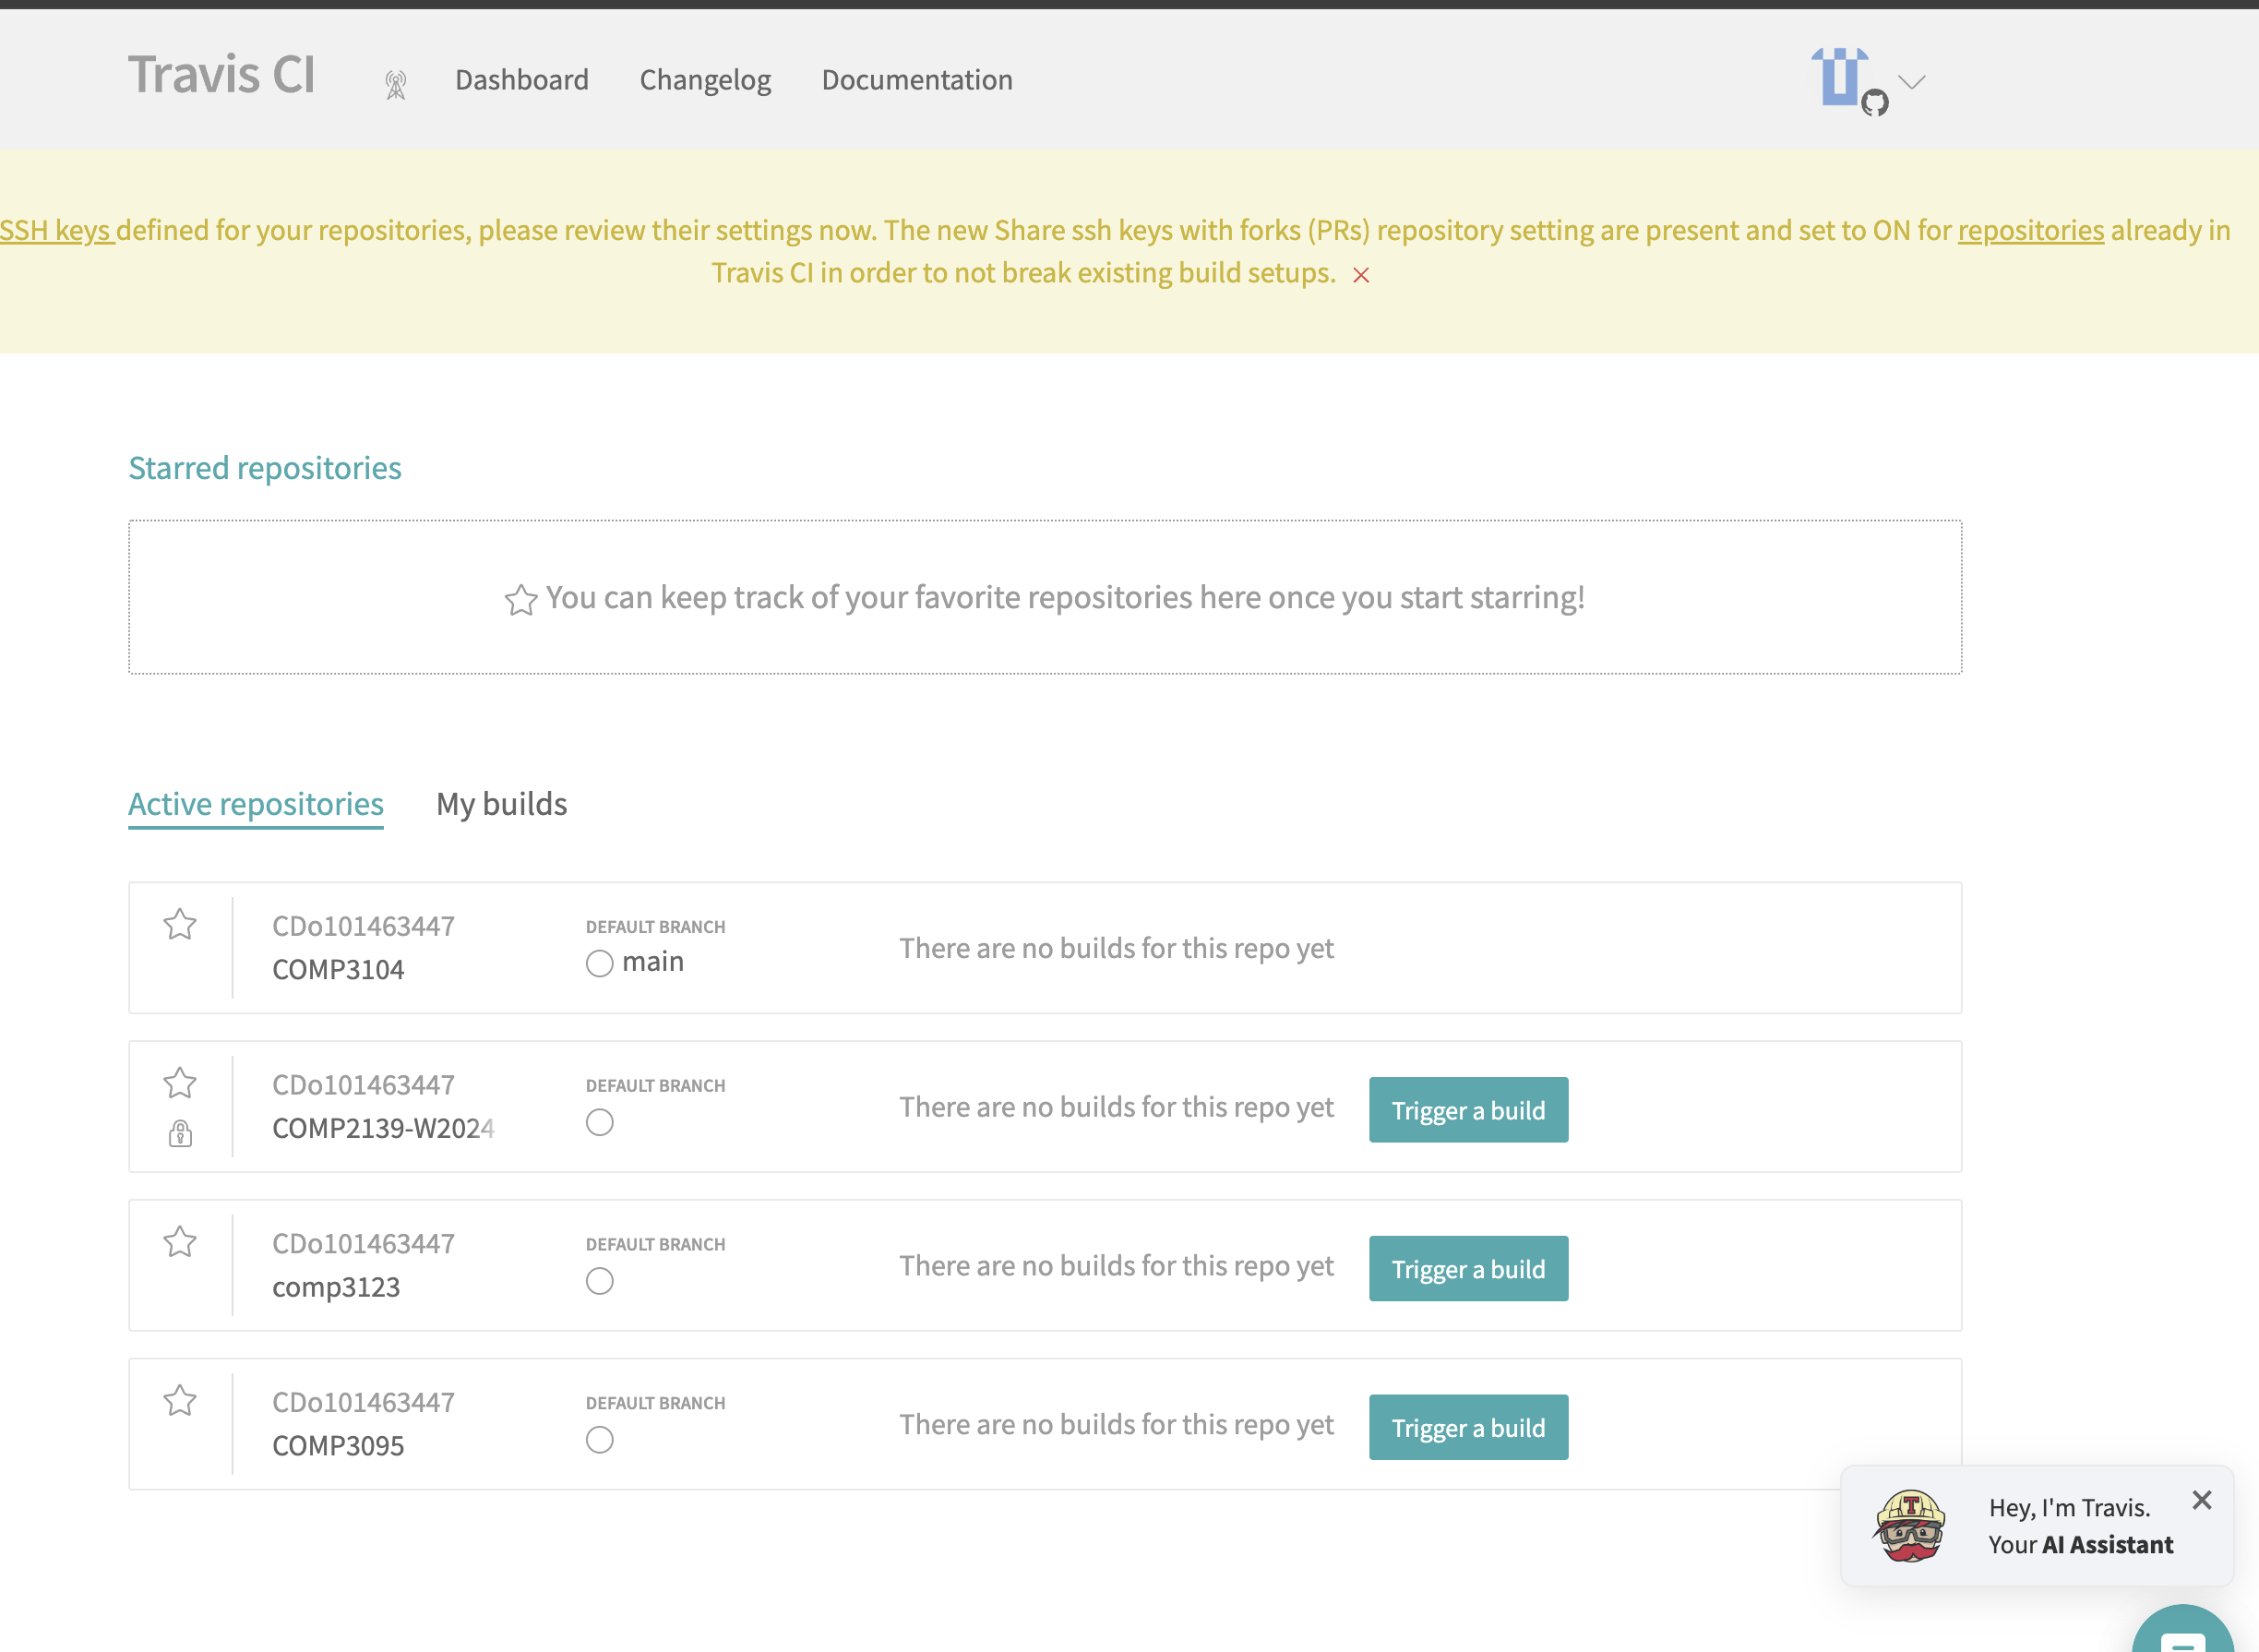 Travis CI
Dashboard
Changelog
Documentation
SSH keys defined for your repositories, please review their settings now. The new Share ssh keys with forks (PRs) repository setting are present and set to ON for repositories already in
Travis CI in order to not break existing build setups.
Starred repositories
You can keep track of your favorite repositories here once you start starring!
Active repositories
My builds
CDo101463447
COMP3104
DEFAULT BRANCH
main
There are no builds for this repo yet
CDo101463447
COMP2139-W2024
DEFAULT BRANCH
There are no builds for this repo yet
Trigger a build
CDo101463447
comp3123
DEFAULT BRANCH
There are no builds for this repo yet
Trigger a build
CDo101463447
COMP3095
DEFAULT BRANCH
There are no builds for this repo yet
Trigger a build
T
Hey, I'm Travis.
Your AI Assistant